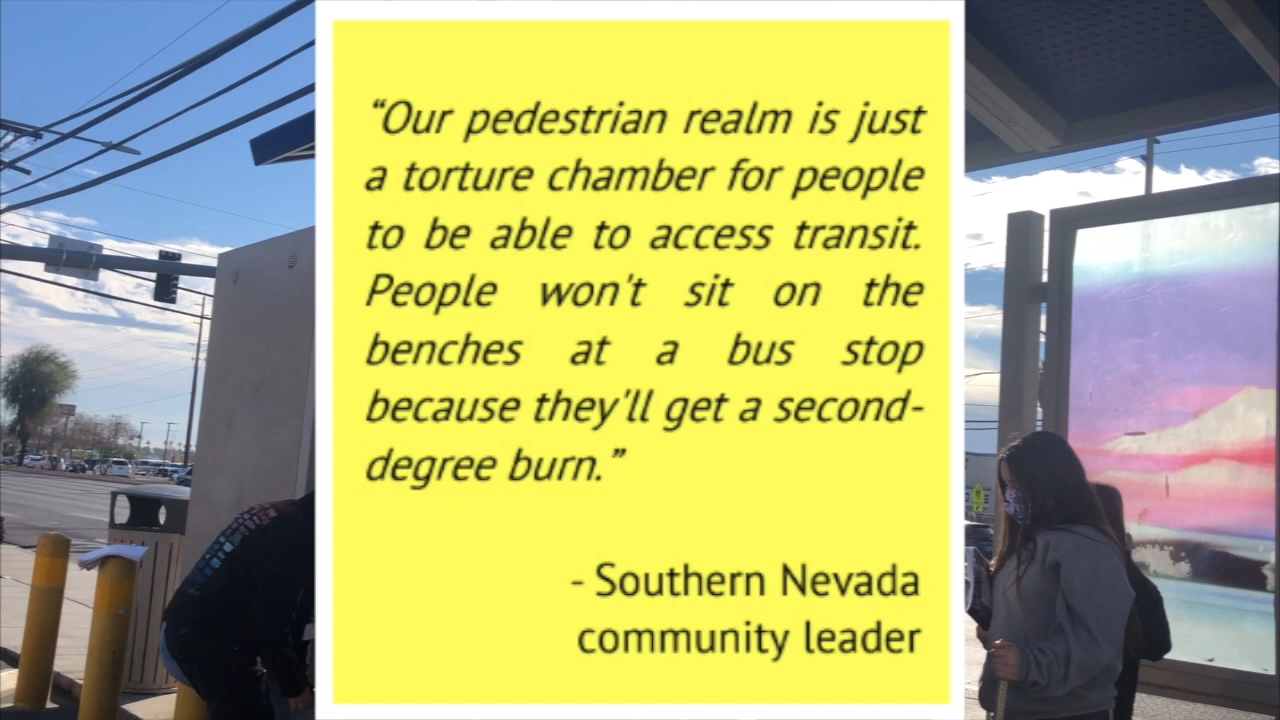 “Our pedestrian realm is just
a torture chamber for people
to be able to access transit.
People won't sit on the
benches at a bus stop
because they'll get a second-
degree burn.”
- Southern Nevada
community leader